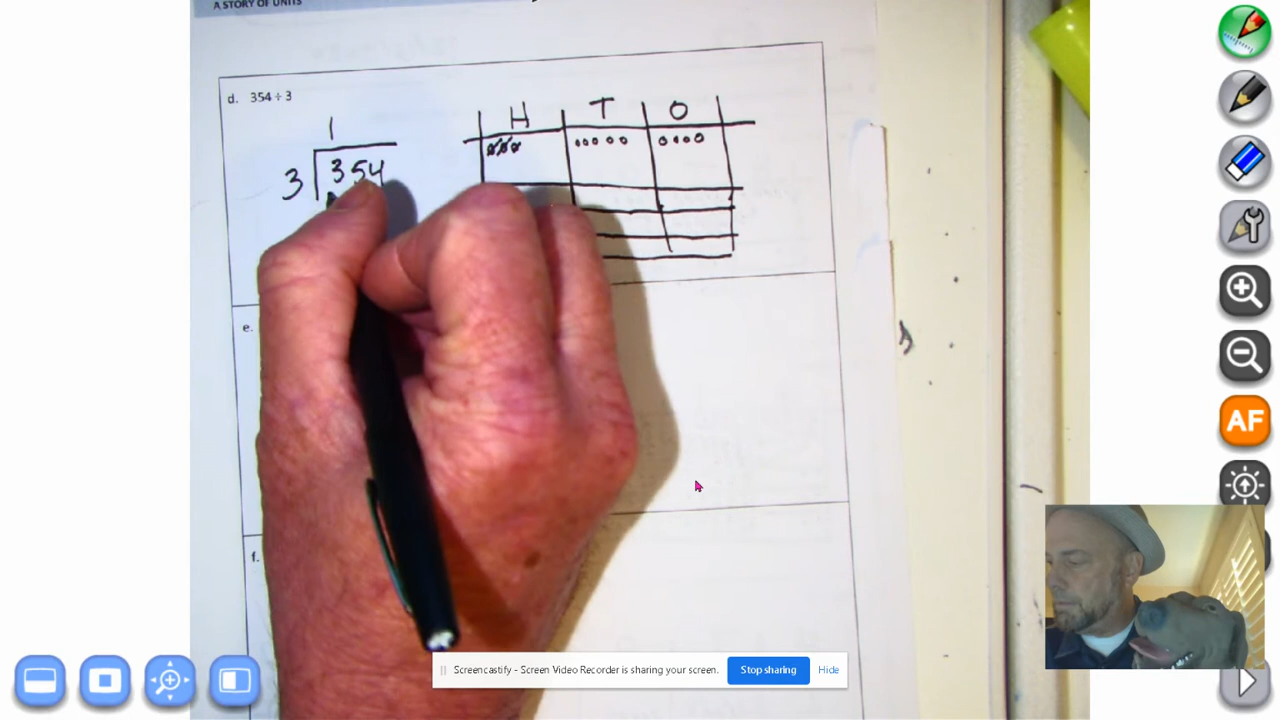 A STORY OF UNITS
d. 354 ÷ 3
H T O
1
3 354
e.
f.
AF
Screencastify - Screen Video Recorder is sharing your screen.
Stop sharing
Hide